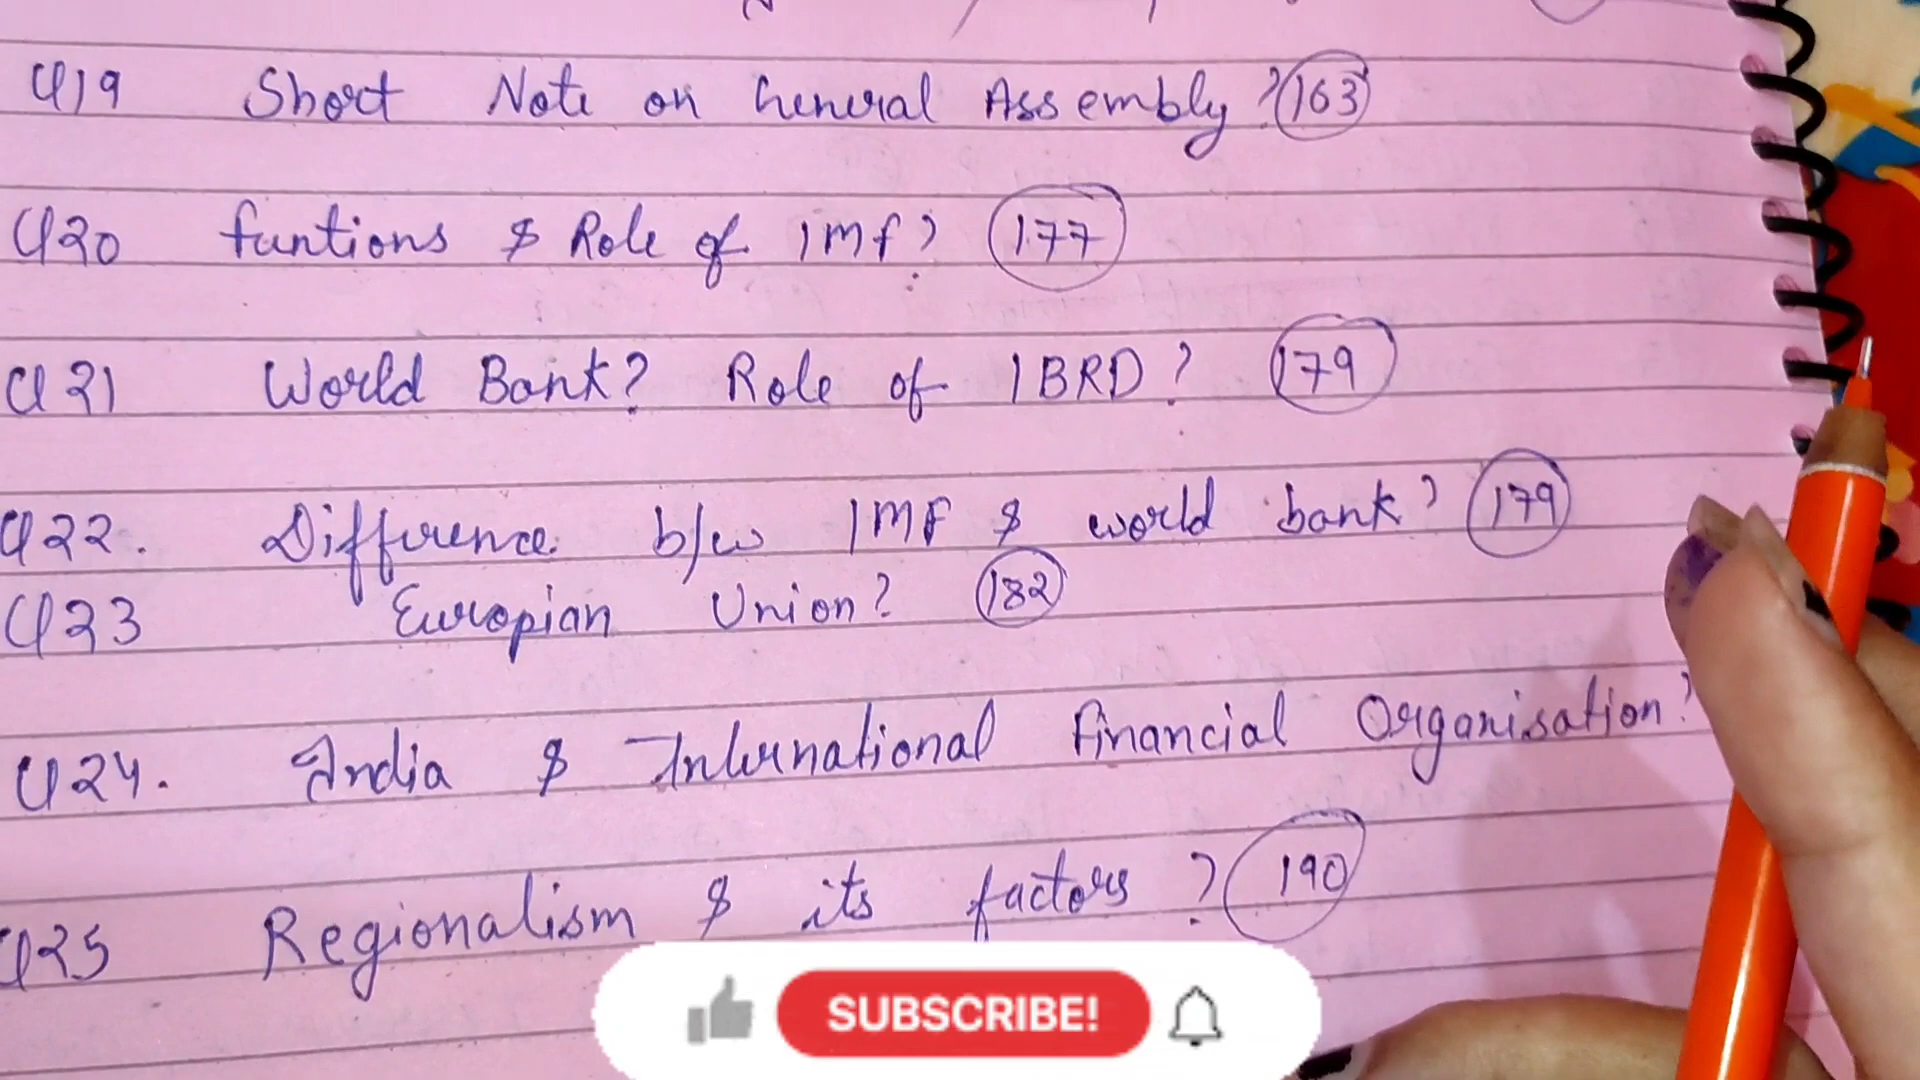 Q19 Short Note on General Assembly? 163
Q20 funtions & Role of IMF? 177
Q21 World Bank? Role of IBRD? 179
Q22. Difference b/w IMF & world bank? 179
Q23 Europian Union? 182
Q24. India & International financial Organisation?
Q25 Regionalism & its factors? 190
SUBSCRIBE!